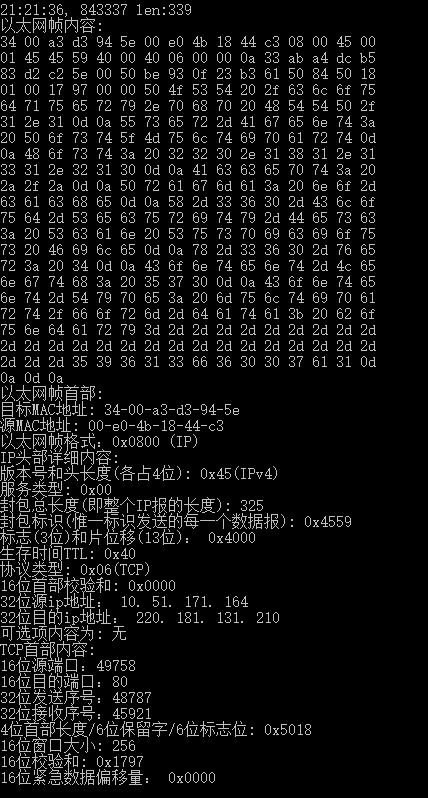 21:21:36, 843337 len:339
以太网帧内容:
34 00 a3 d3 94 5e 00 e0 4b 18 44 c3 08 00 45 00
01 45 45 59 40 00 40 06 00 00 0a 33 ab a4 dc b5
83 d2 c2 5e 00 50 be 93 0f 23 b3 61 50 84 50 18
01 00 17 97 00 00 50 4f 53 54 20 2f 63 6c 6f 75
64 71 75 65 72 79 2e 70 68 70 20 48 54 54 50 2f
31 2e 31 0d 0a 55 73 65 72 2d 41 67 65 6e 74 3a
20 50 6f 73 74 5f 4d 75 6c 74 69 70 61 72 74 0d
0a 48 6f 73 74 3a 20 32 32 30 2e 31 38 31 2e 31
33 31 2e 32 31 30 0d 0a 41 63 63 65 70 74 3a 20
2a 2f 2a 0d 0a 50 72 61 67 6d 61 3a 20 6e 6f 2d
63 61 63 68 65 0d 0a 58 2d 33 36 30 2d 43 6c 6f
75 64 2d 53 65 63 75 72 69 74 79 2d 44 65 73 63
3a 20 53 63 61 6e 20 53 75 73 70 69 63 69 6f 75
73 20 46 69 6c 65 0d 0a 78 2d 33 36 30 2d 76 65
72 3a 20 34 0d 0a 43 6f 6e 74 65 6e 74 2d 4c 65
6e 67 74 68 3a 20 35 37 30 0d 0a 43 6f 6e 74 65
6e 74 2d 54 79 70 65 3a 20 6d 75 6c 74 69 70 61
72 74 2f 66 6f 72 6d 2d 64 61 74 61 3b 20 62 6f
75 6e 64 61 72 79 3d 2d 2d 2d 2d 2d 2d 2d 2d 2d
2d 2d 2d 2d 2d 2d 2d 2d 2d 2d 2d 2d 2d 2d 2d 2d
2d 2d 2d 35 39 36 31 33 66 36 30 30 37 61 31 0d
0a 0d 0a
以太网帧首部:
目标MAC地址: 34-00-a3-d3-94-5e
源MAC地址: 00-e0-4b-18-44-c3
以太网帧格式：0x0800 (IP)
IP头部详细内容:
版本号和头长度(各占4位): 0x45(IPv4)
服务类型: 0x00
封包总长度(即整个IP报的长度): 325
封包标识(惟一标识发送的每一个数据报): 0x4559
标志(3位)和片位移(13位)： 0x4000
生存时间TTL: 0x40
协议类型: 0x06(TCP)
16位首部校验和: 0x0000
32位源ip地址： 10. 51. 171. 164
32位目的ip地址： 220. 181. 131. 210
可选项内容为: 无
TCP首部内容:
16位源端口：49758
16位目的端口：80
32位发送序号：48787
32位接收序号：45921
4位首部长度/6位保留字/6位标志位: 0x5018
16位窗口大小: 256
16位校验和: 0x1797
16位紧急数据偏移量： 0x0000